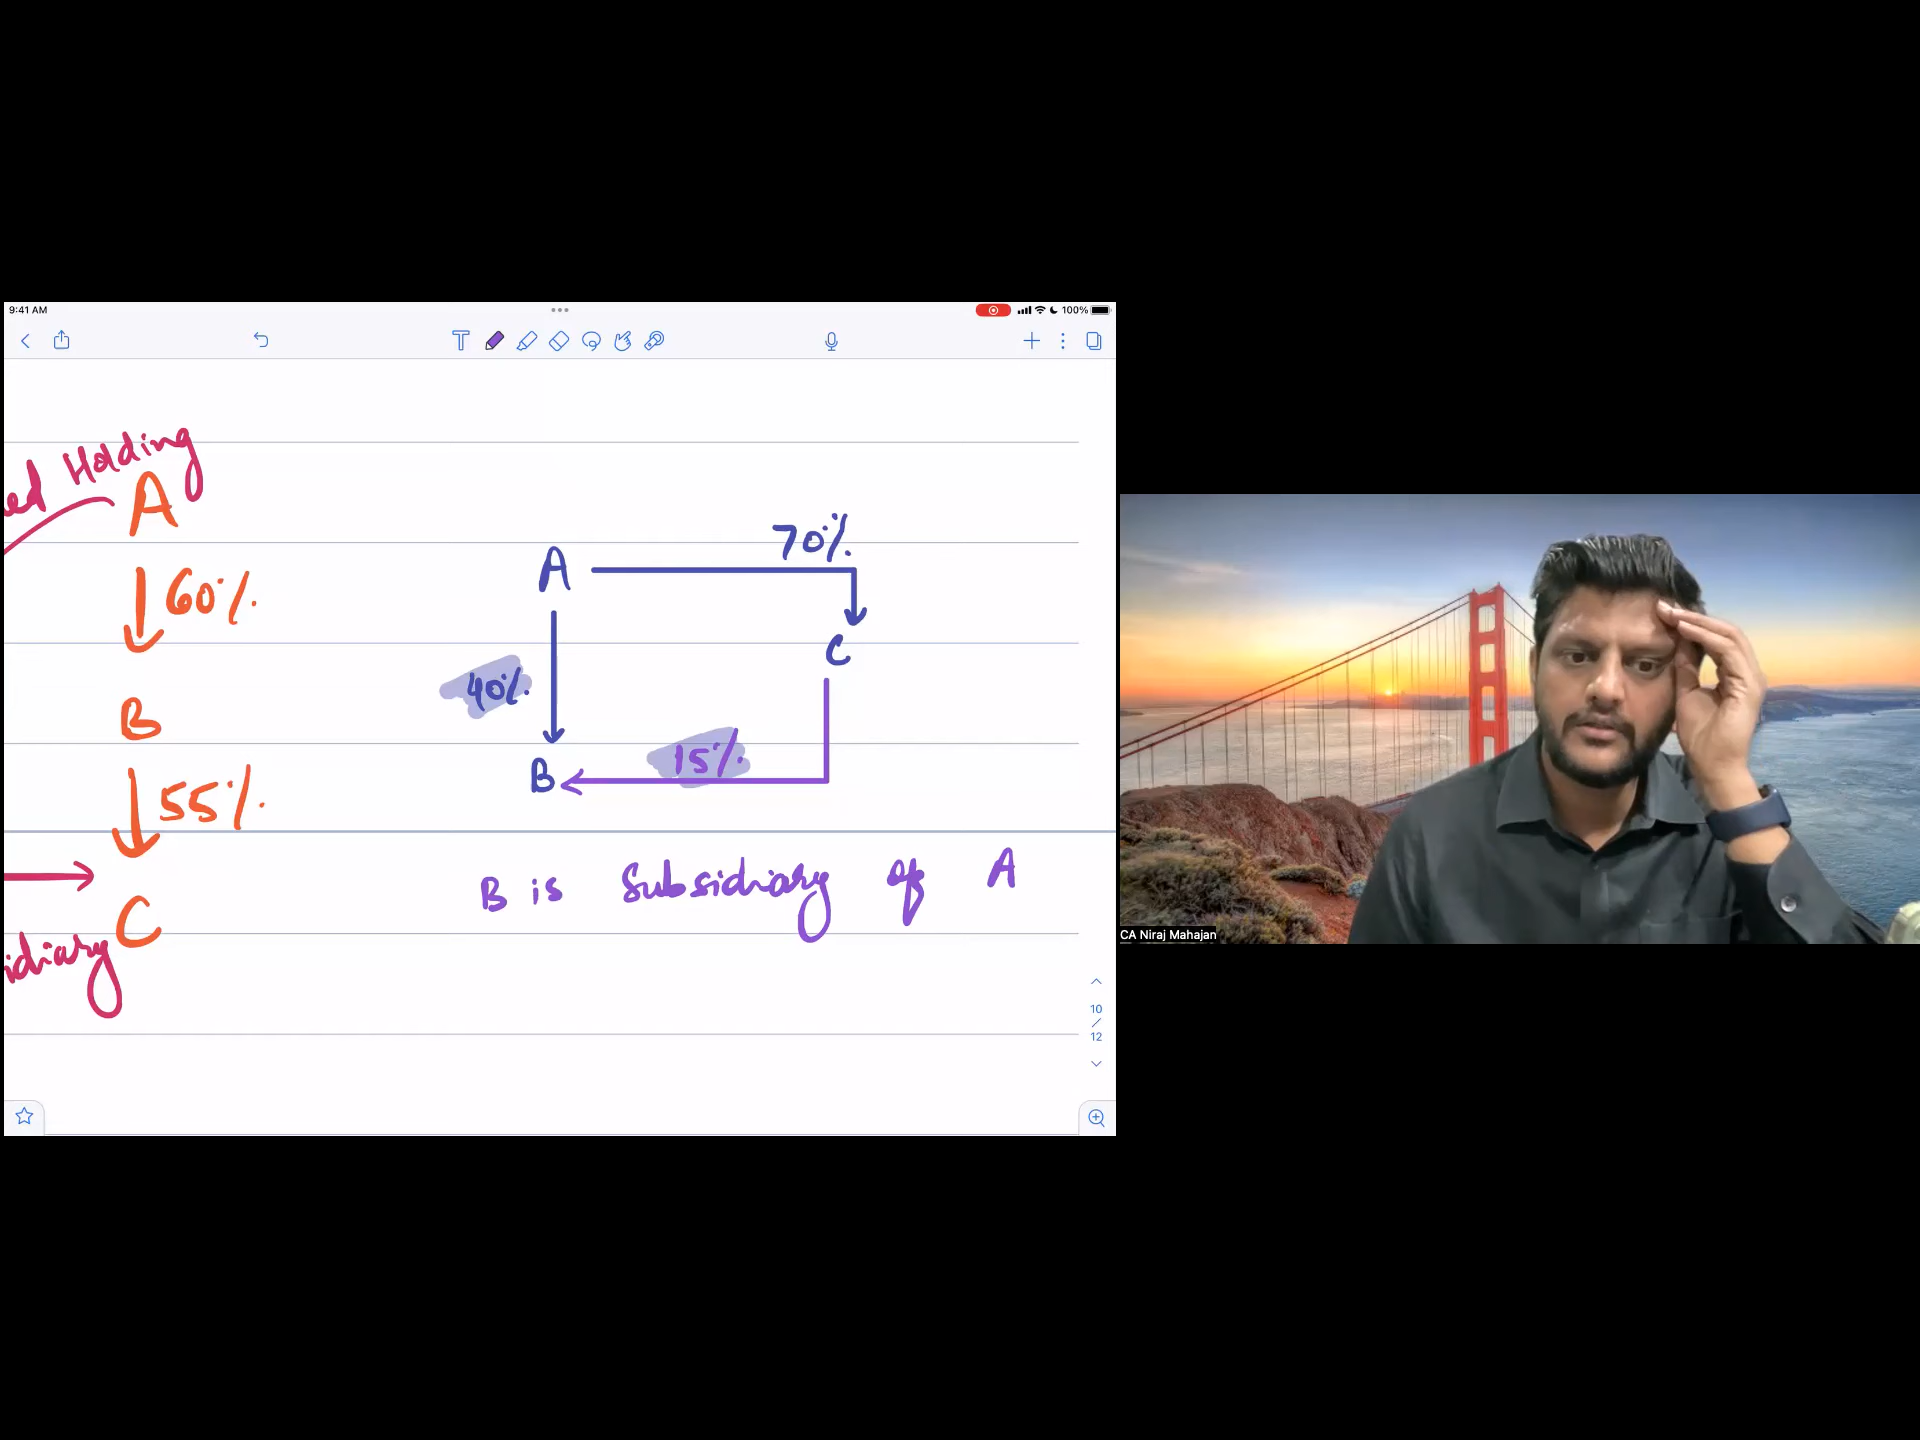 9:41 AM
100%
T
ed Holding
A
60%
B
55%
C
idiary
A
70%
C
40%
15%
B
B is Subsidiary of A
10
/
12
CA Niraj Mahajan